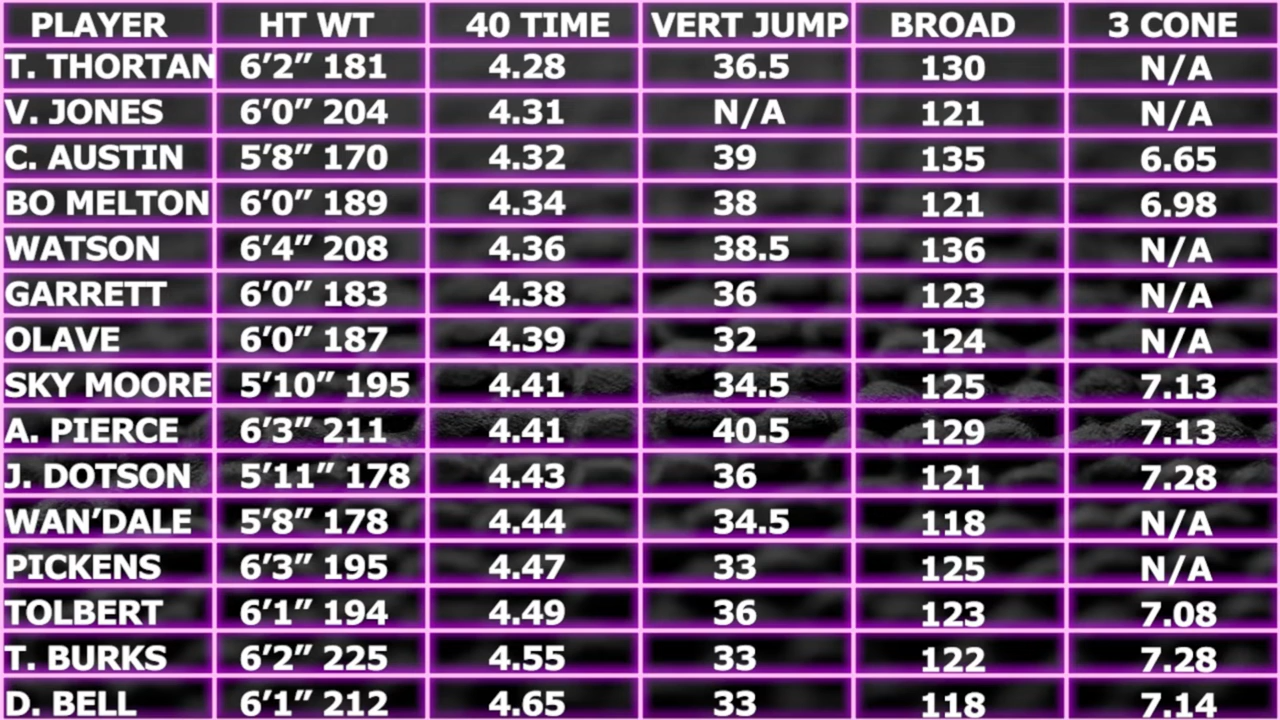 PLAYER HT WT 40 TIME VERT JUMP BROAD 3 CONE
T. THORTAN 6’2” 181 4.28 36.5 130 N/A
V. JONES 6’0” 204 4.31 N/A 121 N/A
C. AUSTIN 5’8” 170 4.32 39 135 6.65
BO MELTON 6’0” 189 4.34 38 121 6.98
WATSON 6’4” 208 4.36 38.5 136 N/A
GARRETT 6’0” 183 4.38 36 123 N/A
OLAVE 6’0” 187 4.39 32 124 N/A
SKY MOORE 5’10” 195 4.41 34.5 125 7.13
A. PIERCE 6’3” 211 4.41 40.5 129 7.13
J. DOTSON 5’11” 178 4.43 36 121 7.28
WAN’DALE 5’8” 178 4.44 34.5 118 N/A
PICKENS 6’3” 195 4.47 33 125 N/A
TOLBERT 6’1” 194 4.49 36 123 7.08
T. BURKS 6’2” 225 4.55 33 122 7.28
D. BELL 6’1” 212 4.65 33 118 7.14